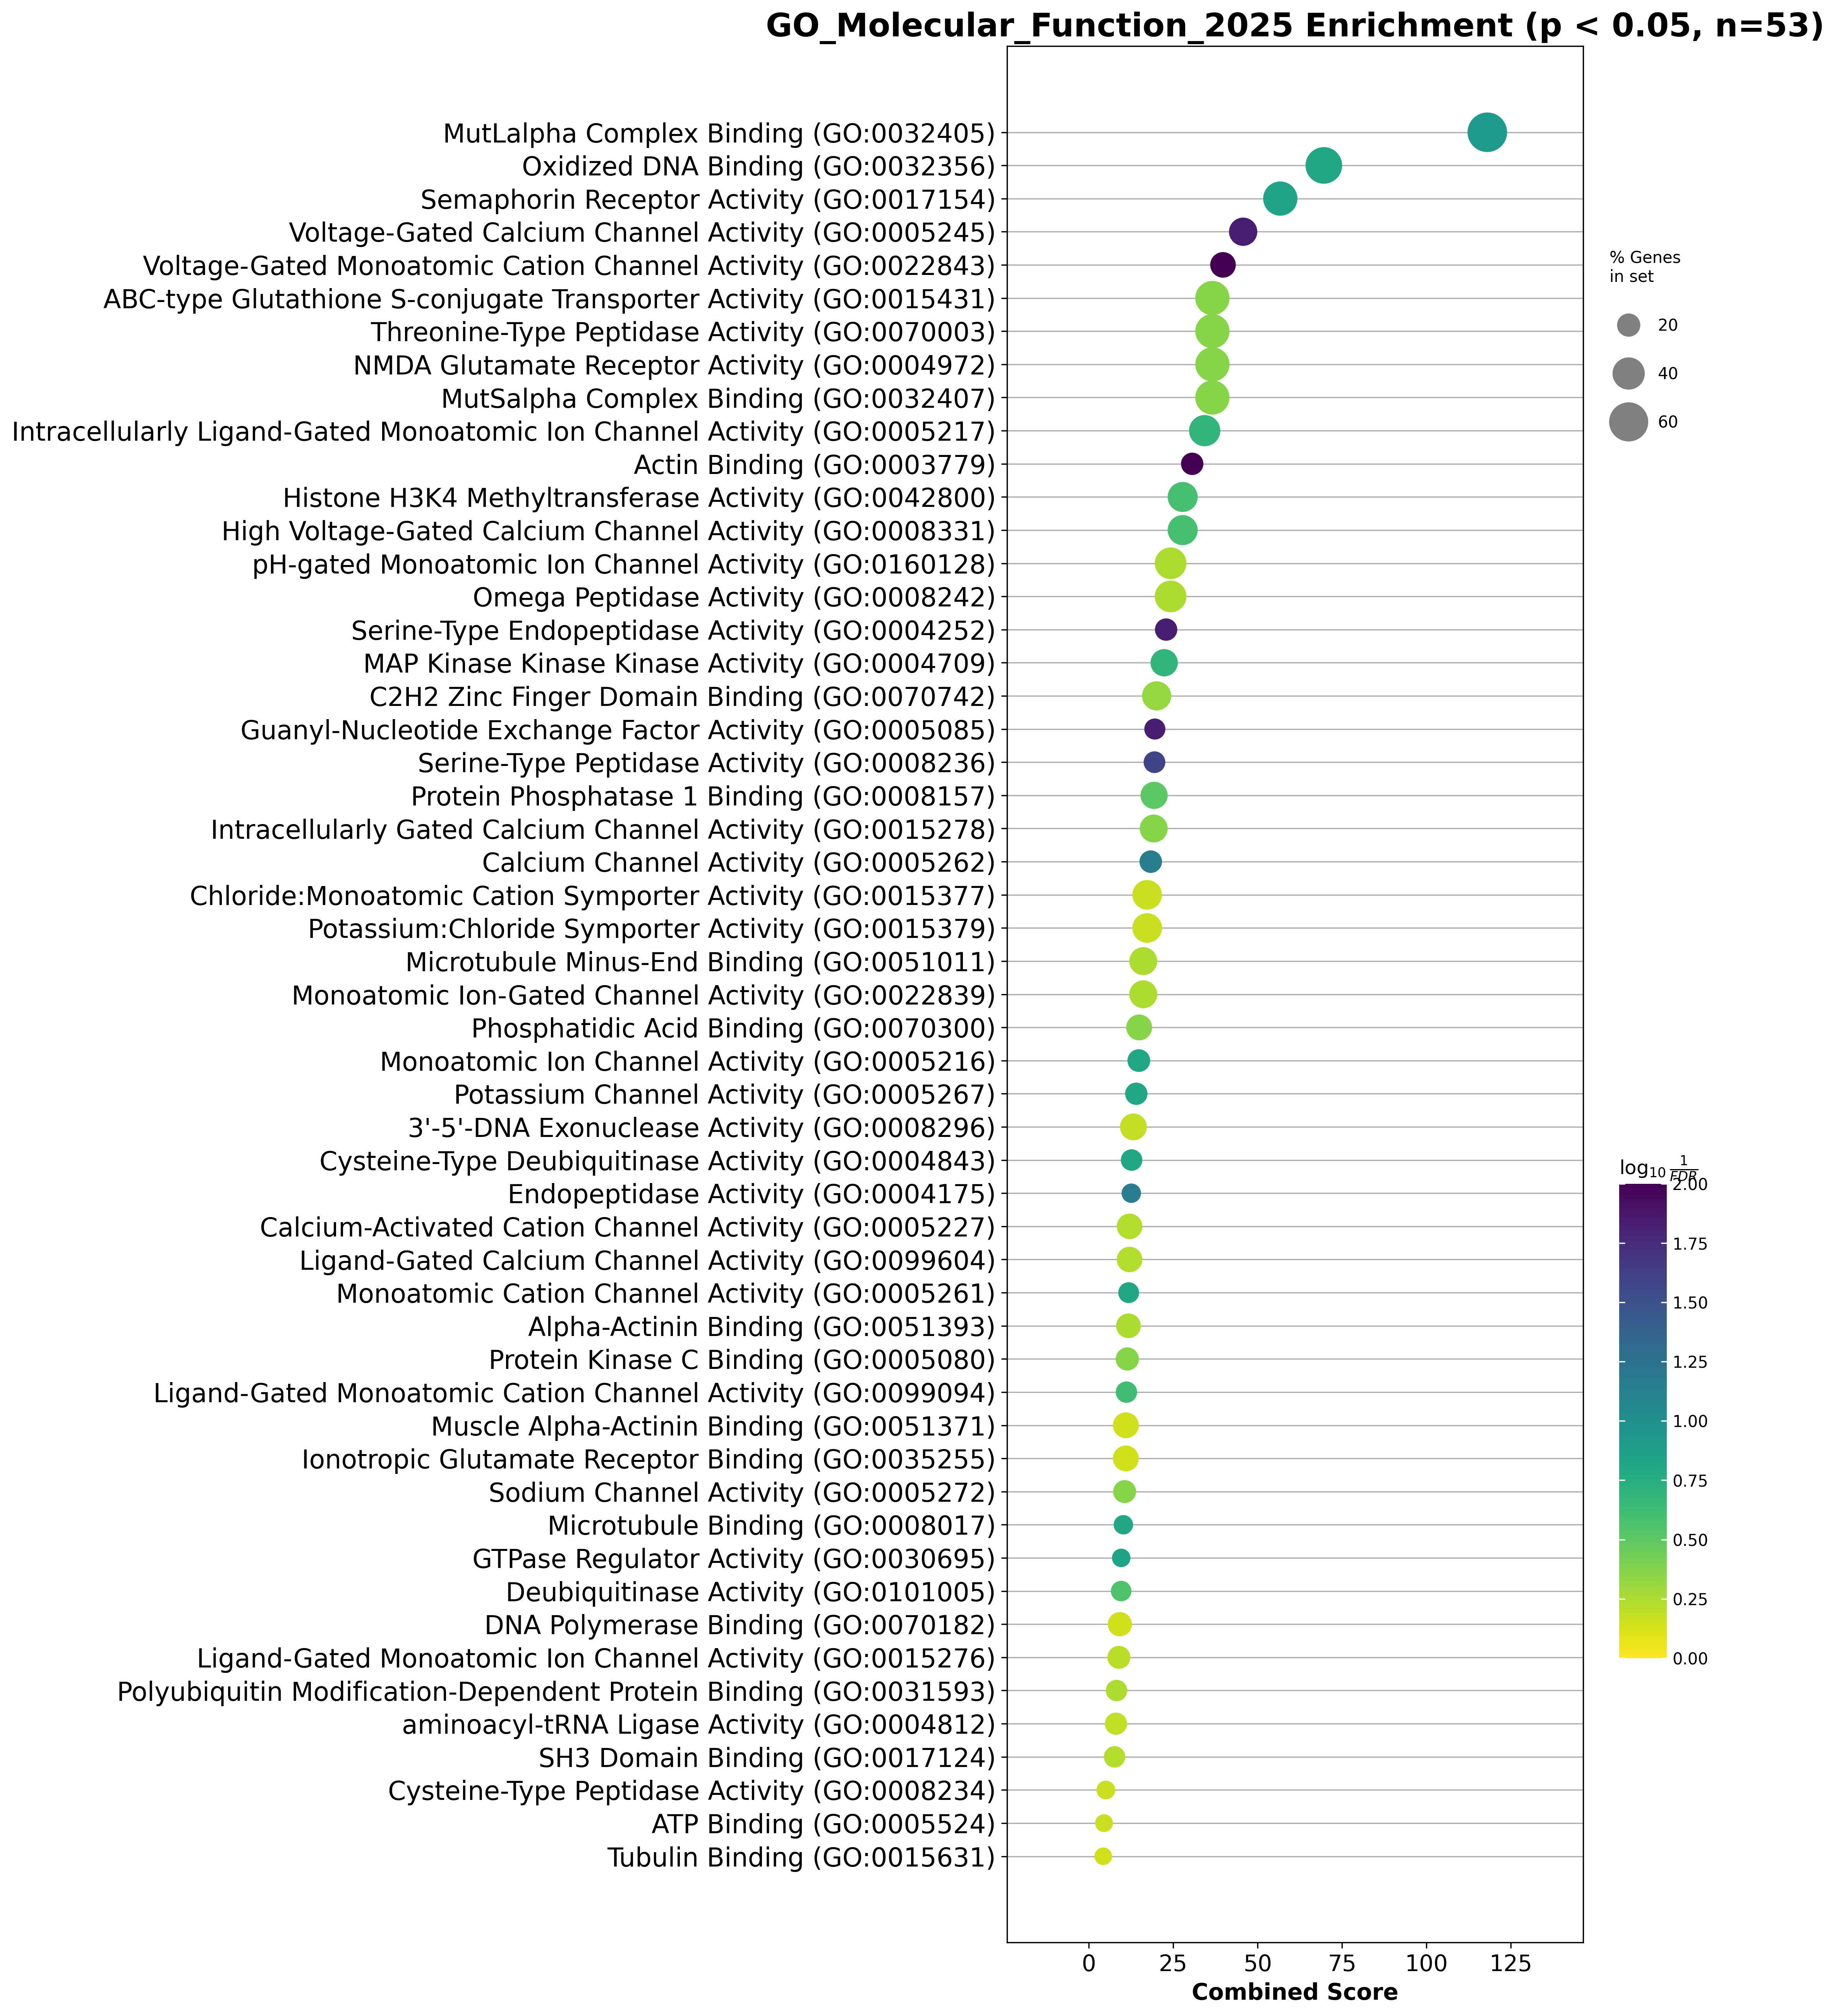 GO_Molecular_Function_2025 Enrichment (p < 0.05, n=53)
MutLalpha Complex Binding (GO:0032405)
Oxidized DNA Binding (GO:0032356)
Semaphorin Receptor Activity (GO:0017154)
Voltage-Gated Calcium Channel Activity (GO:0005245)
Voltage-Gated Monoatomic Cation Channel Activity (GO:0022843)
ABC-type Glutathione S-conjugate Transporter Activity (GO:0015431)
Threonine-Type Peptidase Activity (GO:0070003)
NMDA Glutamate Receptor Activity (GO:0004972)
MutSalpha Complex Binding (GO:0032407)
Intracellularly Ligand-Gated Monoatomic Ion Channel Activity (GO:0005217)
Actin Binding (GO:0003779)
Histone H3K4 Methyltransferase Activity (GO:0042800)
High Voltage-Gated Calcium Channel Activity (GO:0008331)
pH-gated Monoatomic Ion Channel Activity (GO:0160128)
Omega Peptidase Activity (GO:0008242)
Serine-Type Endopeptidase Activity (GO:0004252)
MAP Kinase Kinase Kinase Activity (GO:0004709)
C2H2 Zinc Finger Domain Binding (GO:0070742)
Guanyl-Nucleotide Exchange Factor Activity (GO:0005085)
Serine-Type Peptidase Activity (GO:0008236)
Protein Phosphatase 1 Binding (GO:0008157)
Intracellularly Gated Calcium Channel Activity (GO:0015278)
Calcium Channel Activity (GO:0005262)
Chloride:Monoatomic Cation Symporter Activity (GO:0015377)
Potassium:Chloride Symporter Activity (GO:0015379)
Microtubule Minus-End Binding (GO:0051011)
Monoatomic Ion-Gated Channel Activity (GO:0022839)
Phosphatidic Acid Binding (GO:0070300)
Monoatomic Ion Channel Activity (GO:0005216)
Potassium Channel Activity (GO:0005267)
3'-5'-DNA Exonuclease Activity (GO:0008296)
Cysteine-Type Deubiquitinase Activity (GO:0004843)
Endopeptidase Activity (GO:0004175)
Calcium-Activated Cation Channel Activity (GO:0005227)
Ligand-Gated Calcium Channel Activity (GO:0099604)
Monoatomic Cation Channel Activity (GO:0005261)
Alpha-Actinin Binding (GO:0051393)
Protein Kinase C Binding (GO:0005080)
Ligand-Gated Monoatomic Cation Channel Activity (GO:0099094)
Muscle Alpha-Actinin Binding (GO:0051371)
Ionotropic Glutamate Receptor Binding (GO:0035255)
Sodium Channel Activity (GO:0005272)
Microtubule Binding (GO:0008017)
GTPase Regulator Activity (GO:0030695)
Deubiquitinase Activity (GO:0101005)
DNA Polymerase Binding (GO:0070182)
Ligand-Gated Monoatomic Ion Channel Activity (GO:0015276)
Polyubiquitin Modification-Dependent Protein Binding (GO:0031593)
aminoacyl-tRNA Ligase Activity (GO:0004812)
SH3 Domain Binding (GO:0017124)
Cysteine-Type Peptidase Activity (GO:0008234)
ATP Binding (GO:0005524)
Tubulin Binding (GO:0015631)
0 25 50 75 100 125
Combined Score
% Genes
in set
20
40
60
log10 1/FDR
2.00
1.75
1.50
1.25
1.00
0.75
0.50
0.25
0.00